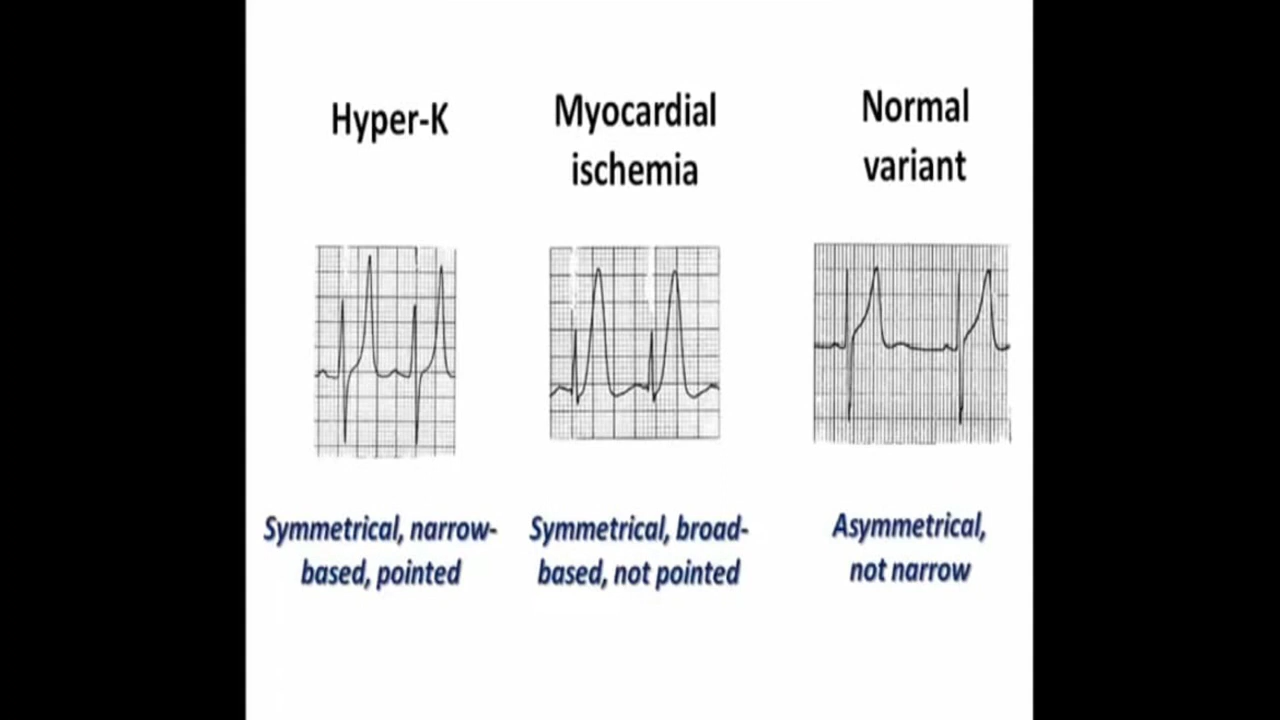 Hyper-K
Myocardial
ischemia
Normal
variant
Symmetrical, narrow-
based, pointed
Symmetrical, broad-
based, not pointed
Asymmetrical,
not narrow